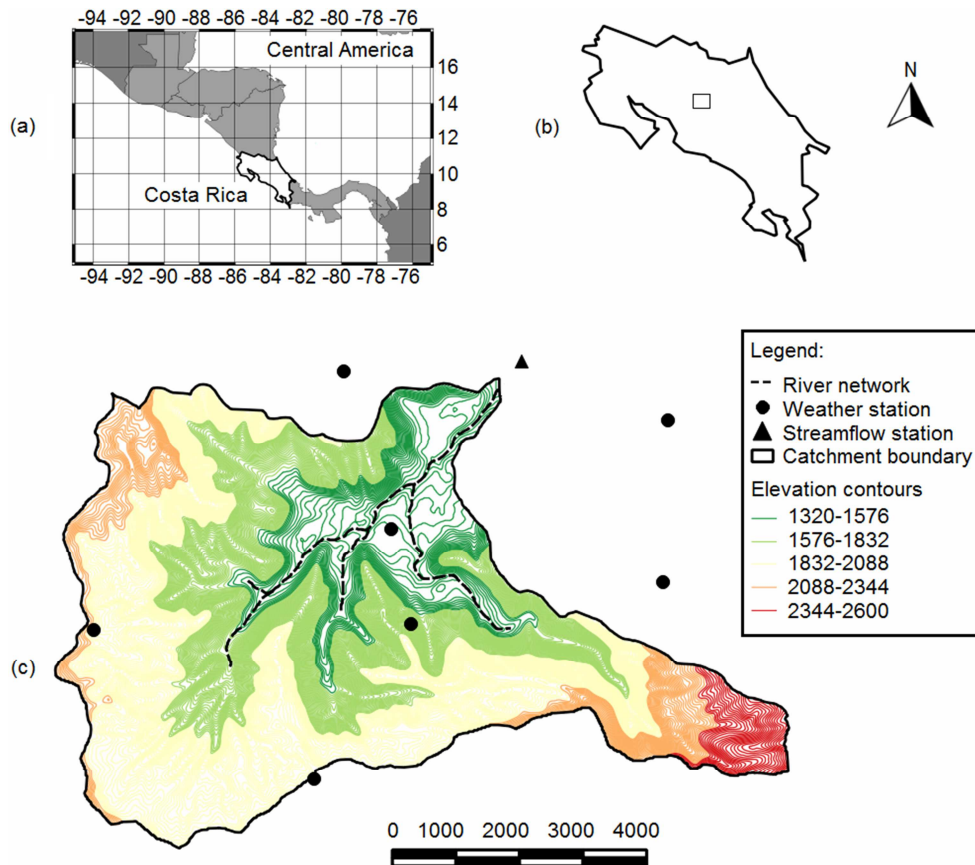 -94 -92 -90 -88 -86 -84 -82 -80 -78 -76
Central America
16
14
12
10
8
6
(a)
Costa Rica
-94 -92 -90 -88 -86 -84 -82 -80 -78 -76
(b)
N
Legend:
River network
Weather station
Streamflow station
Catchment boundary
Elevation contours
1320-1576
1576-1832
1832-2088
2088-2344
2344-2600
(c)
0 1000 2000 3000 4000